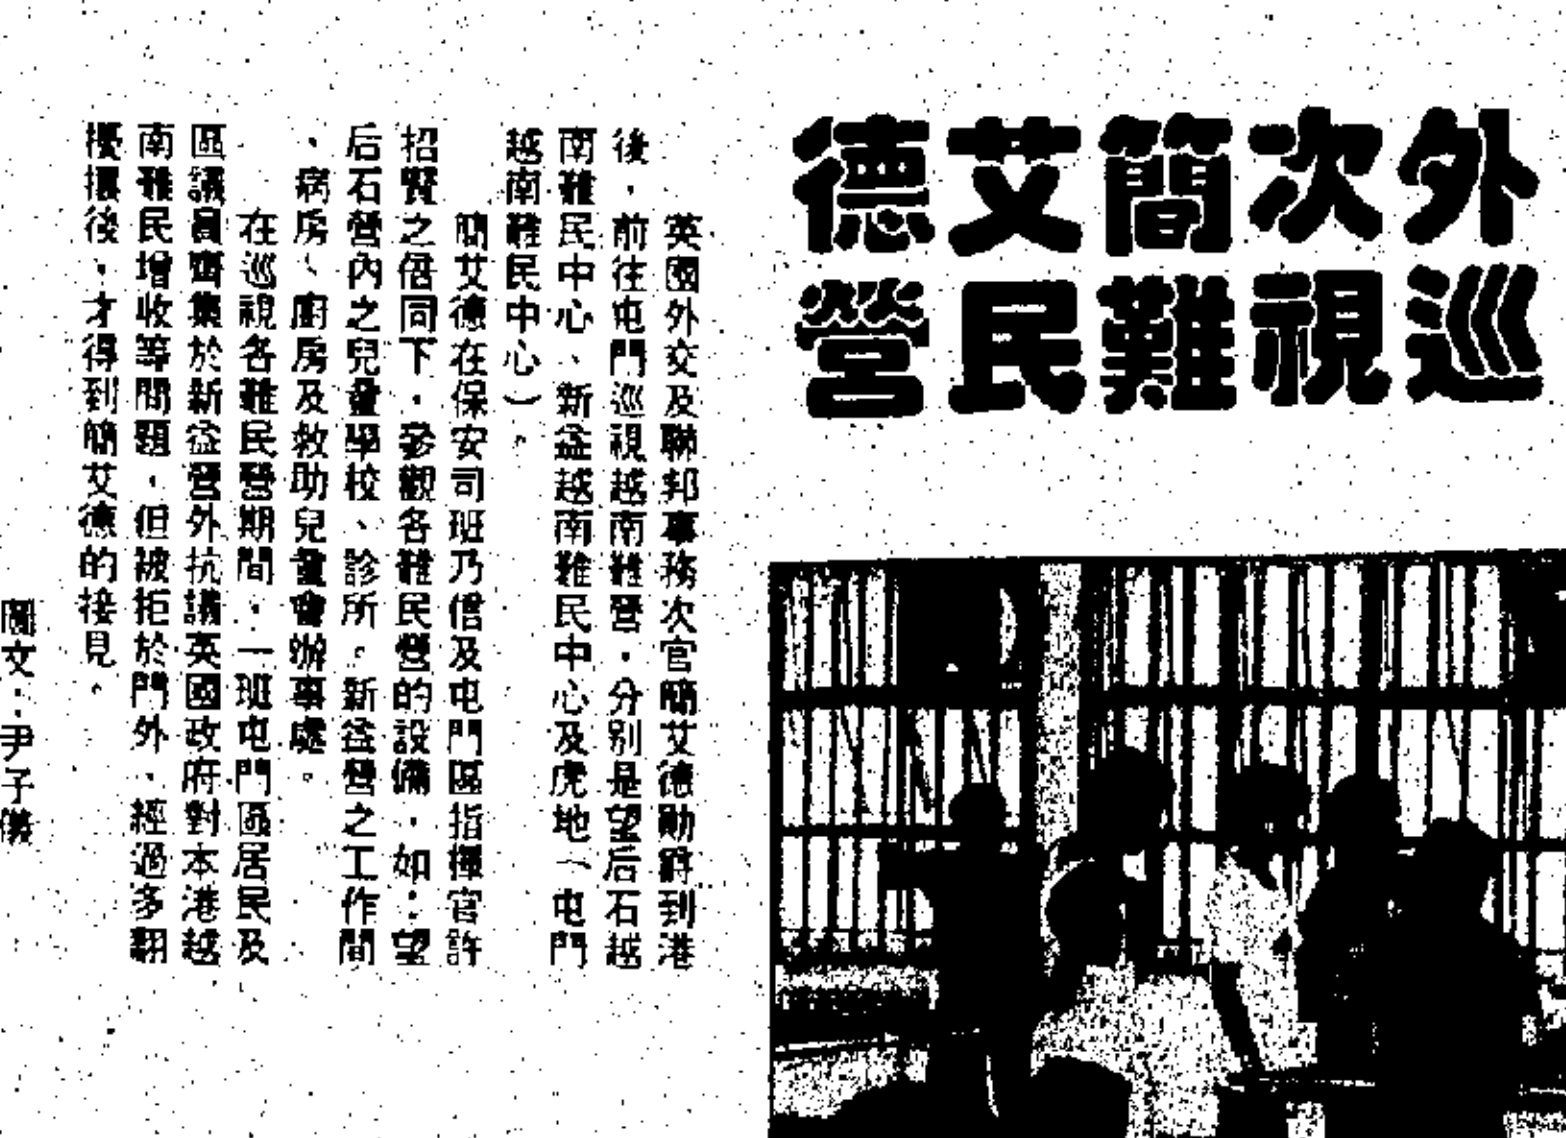 外次簡艾德
巡視難民營
英國外交及聯邦事務次官簡艾德勛爵到港
後,前往屯門巡視越南難營,分別是望后石越
南難民中心、新益越南難民中心及虎地(屯門
越南難民中心)。
簡艾德在保安司班乃信及屯門區指揮官許
招賢之偕同下,參觀各難民營的設備,如:望
后石營內之兒童學校、診所。新益營之工作間
、病房、廚房及救助兒童會辦事處。
在巡視各難民營期間,一班屯門區居民及
區議員齊集於新益營外抗議英國政府對本港越
南難民增收等問題,但被拒於門外,經過多翻
擾攘後,才得到簡艾德的接見。
圖文:尹子儀